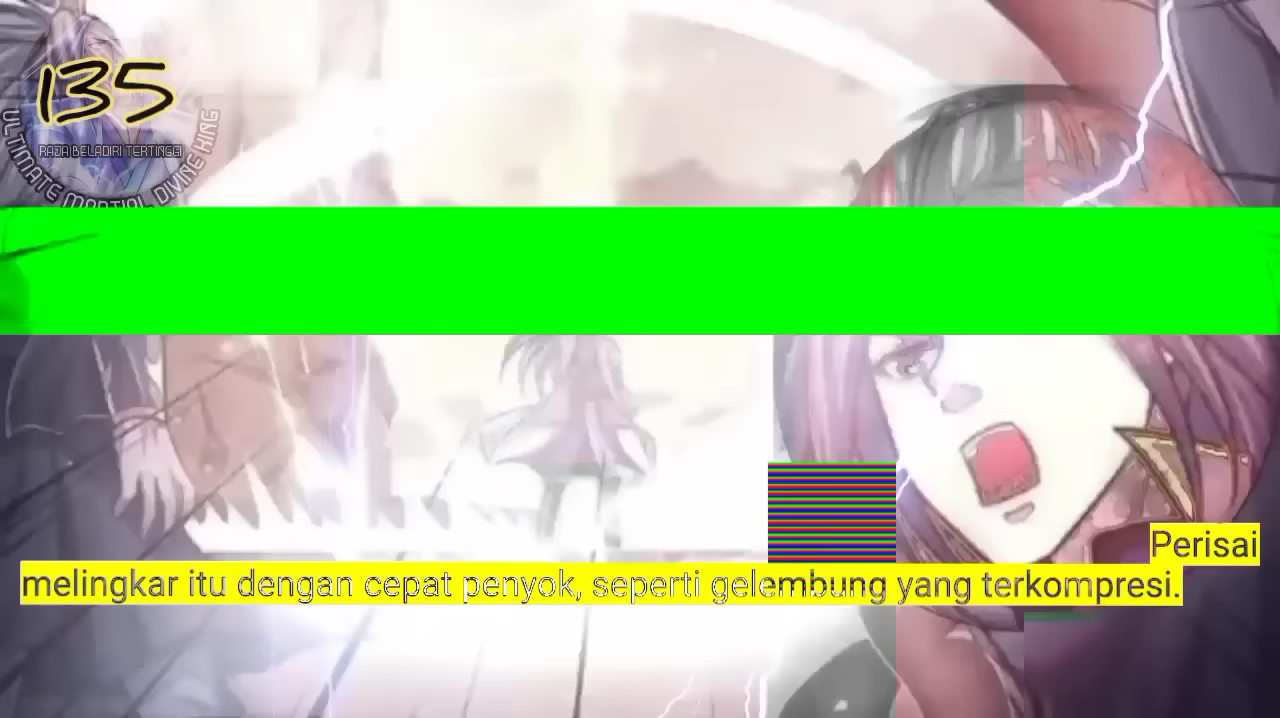 135
RAJA BELADIRI TERTINGGI
ULTIMATE MARTIAL DIVINE KING
Perisai
melingkar itu dengan cepat penyok, seperti gelembung yang terkompresi.